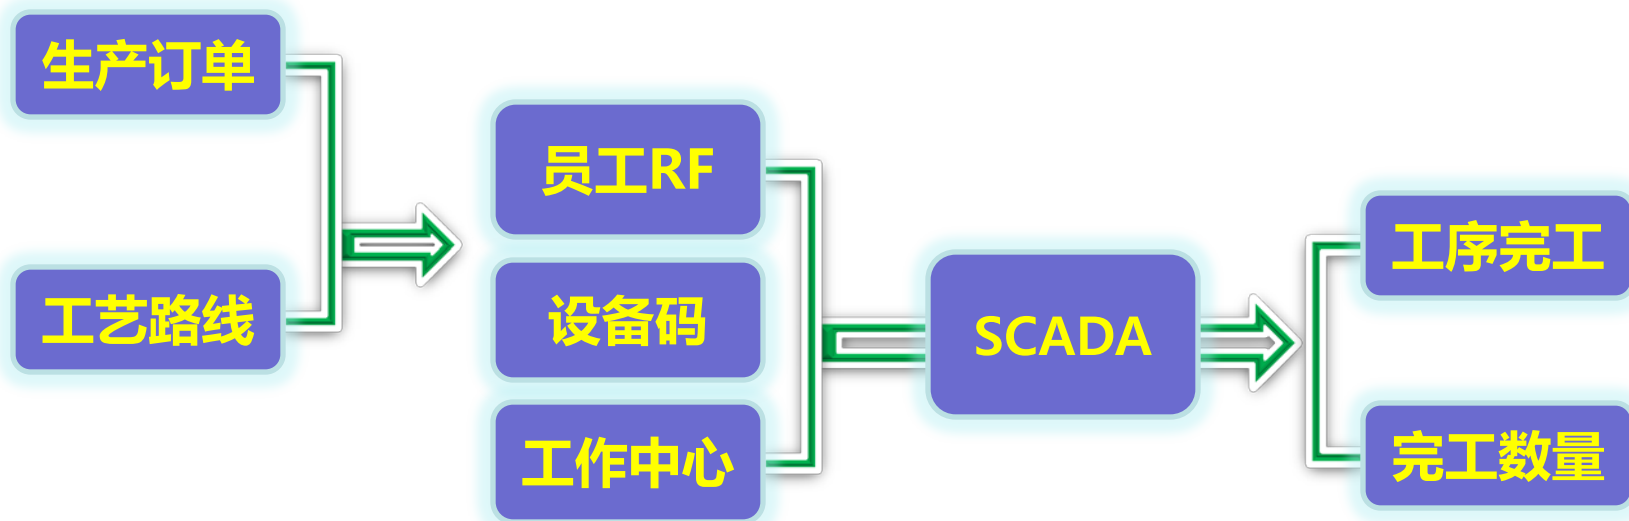 生产订单
工艺路线
员工RF
设备码
工作中心
SCADA
工序完工
完工数量